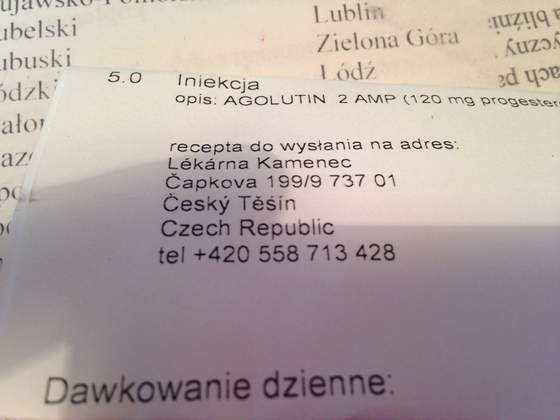 ubelski
Lublin
ubuski
Zielona Góra
Łódź
5.0 Iniekcja
opis: AGOLUTIN 2 AMP (120 mg progester
recepta do wysłania na adres:
Lékárna Kamenec
Čapkova 199/9 737 01
Český Těšín
Czech Republic
tel +420 558 713 428
Dawkowanie dzienne: